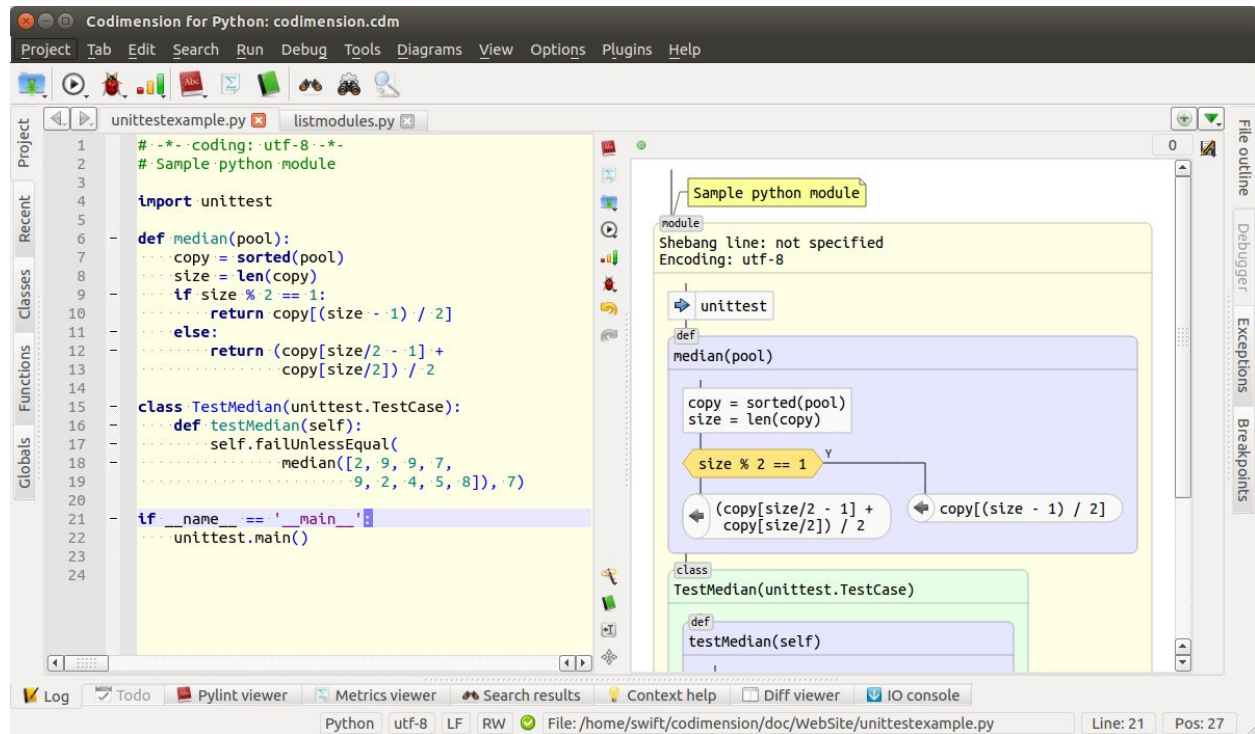 Codimension for Python: codimension.cdm
Project Tab Edit Search Run Debug Tools Diagrams View Options Plugins Help
Abc
unittestexample.py
listmodules.py
Project
Recent
Classes
Functions
Globals
1 # -*- coding: utf-8 -*-
2 # Sample python module
3
4 import unittest
5
6 def median(pool):
7 copy = sorted(pool)
8 size = len(copy)
9 if size % 2 == 1:
10 return copy[(size - 1) / 2]
11 else:
12 return (copy[size/2 - 1] +
13 copy[size/2]) / 2
14
15 class TestMedian(unittest.TestCase):
16 def testMedian(self):
17 self.failUnlessEqual(
18 median([2, 9, 9, 7,
19 9, 2, 4, 5, 8]), 7)
20
21 if __name__ == '__main__':
22 unittest.main()
23
24
0
Sample python module
module
Shebang line: not specified
Encoding: utf-8
unittest
def
median(pool)
copy = sorted(pool)
size = len(copy)
size % 2 == 1
Y
(copy[size/2 - 1] +
copy[size/2]) / 2
copy[(size - 1) / 2]
class
TestMedian(unittest.TestCase)
def
testMedian(self)
File outline
Debugger
Exceptions
Breakpoints
Log Todo Pylint viewer Metrics viewer Search results Context help Diff viewer IO console
Python utf-8 LF RW File: /home/swift/codimension/doc/WebSite/unittestexample.py Line: 21 Pos: 27